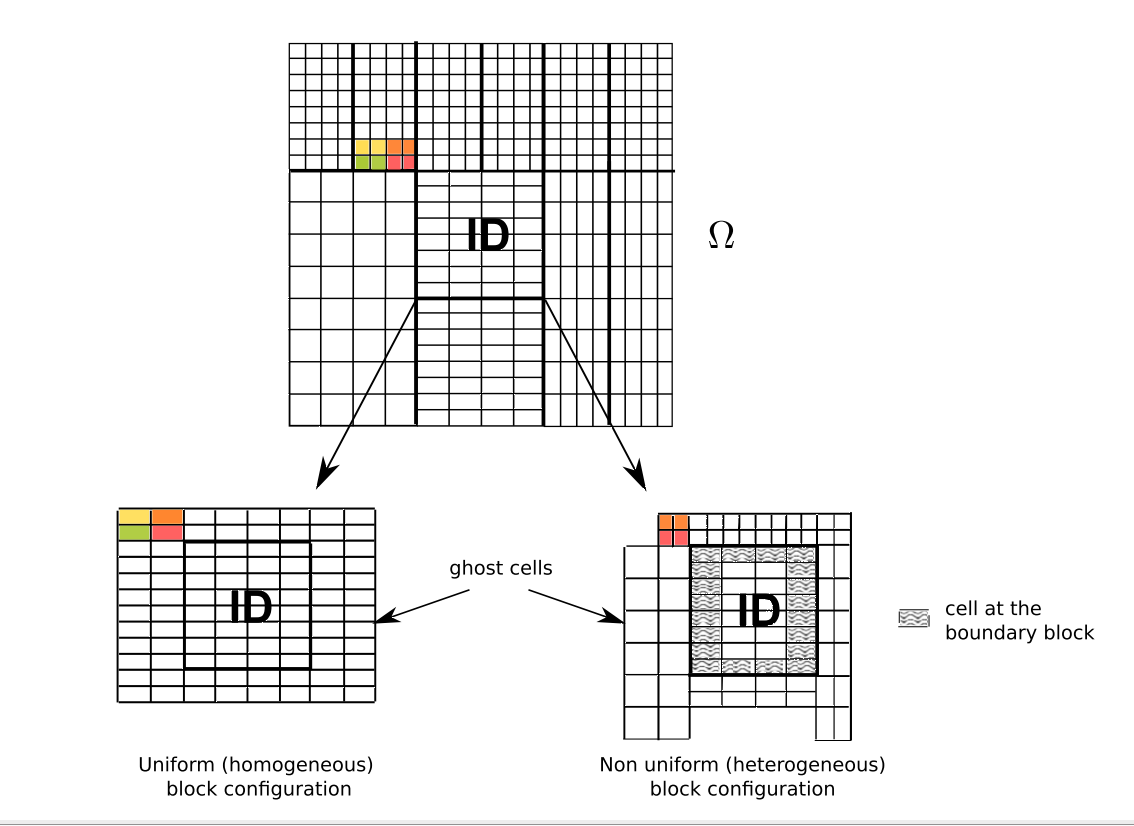 ID
Ω
ghost cells
ID
ID
cell at the
boundary block
Uniform (homogeneous)
block configuration
Non uniform (heterogeneous)
block configuration